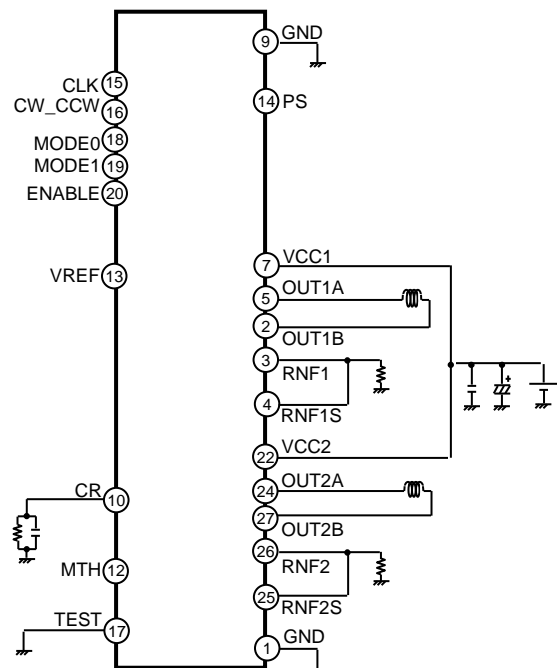 9 GND
15 CLK
14 PS
16 CW_CCW
18 MODE0
19 MODE1
20 ENABLE
7 VCC1
13 VREF
5 OUT1A
2 OUT1B
3 RNF1
+
4 RNF1S
22 VCC2
24 OUT2A
CR 10
27 OUT2B
26 RNF2
MTH 12
25 RNF2S
TEST 17
1 GND